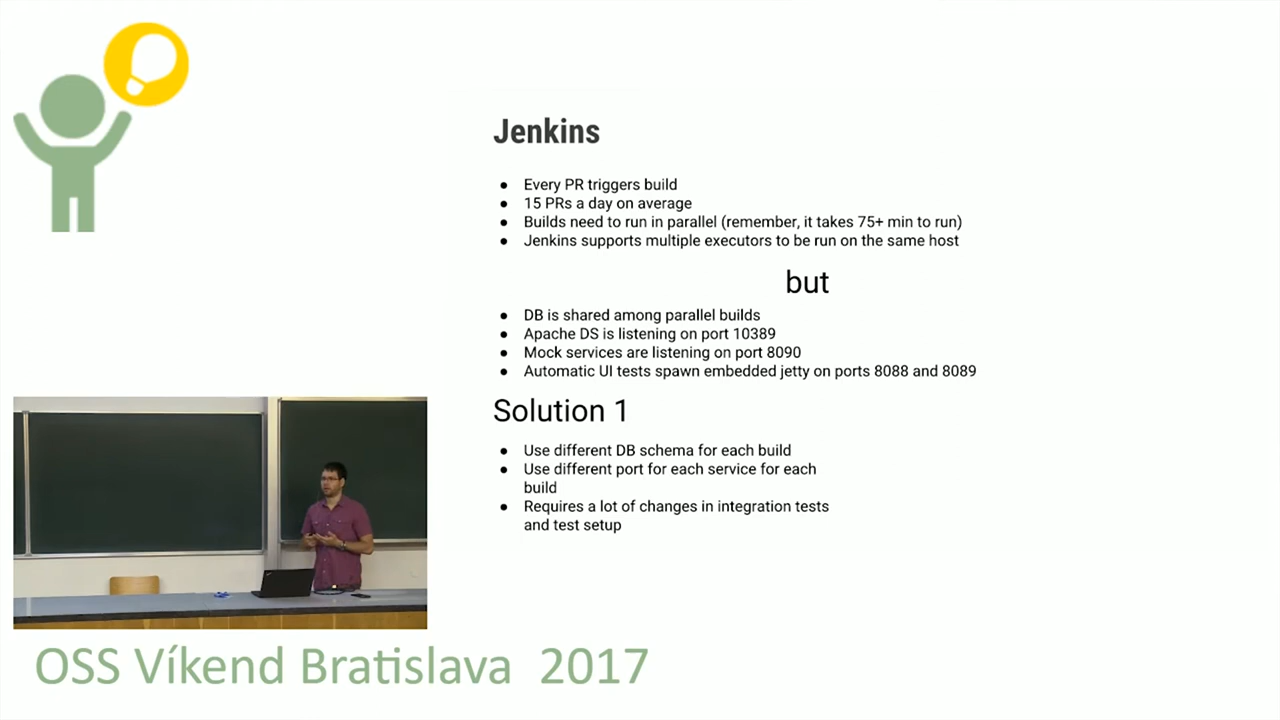 Jenkins
● Every PR triggers build
● 15 PRs a day on average
● Builds need to run in parallel (remember, it takes 75+ min to run)
● Jenkins supports multiple executors to be run on the same host
but
● DB is shared among parallel builds
● Apache DS is listening on port 10389
● Mock services are listening on port 8090
● Automatic UI tests spawn embedded jetty on ports 8088 and 8089
Solution 1
● Use different DB schema for each build
● Use different port for each service for each
build
● Requires a lot of changes in integration tests
and test setup
OSS Víkend Bratislava 2017